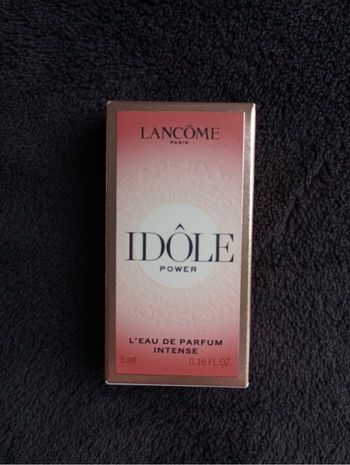 LANCÔME
PARIS
IDÔLE
POWER
L'EAU DE PARFUM
INTENSE
5 ml 0.16 FL.OZ.